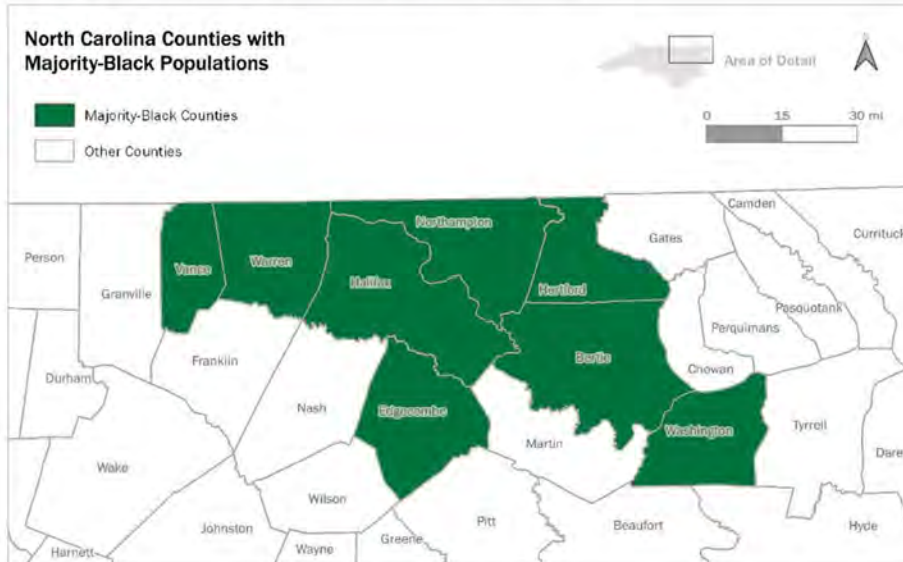 North Carolina Counties with
Majority-Black Populations
Area of Detail
Majority-Black Counties
0 15 30 mi
Other Counties
Camden
Northampton
Gates
Currituck
Person
Vance
Warren
Halifax
Granville
Hertford
Pasquotank
Perquimans
Franklin
Bertie
Chowan
Durham
Nash
Edgecombe
Washington
Tyrrell
Martin
Dare
Wake
Wilson
Pitt
Johnston
Beaufort
Hyde
Greene
Wayne
Harnett